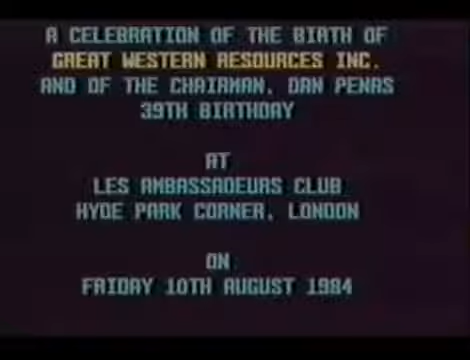 A CELEBRATION OF THE BIRTH OF
GREAT WESTERN RESOURCES INC.
AND OF THE CHAIRMAN, DAN PENAS
39TH BIRTHDAY
AT
LES AMBASSADEURS CLUB
HYDE PARK CORNER, LONDON
ON
FRIDAY 10TH AUGUST 1984